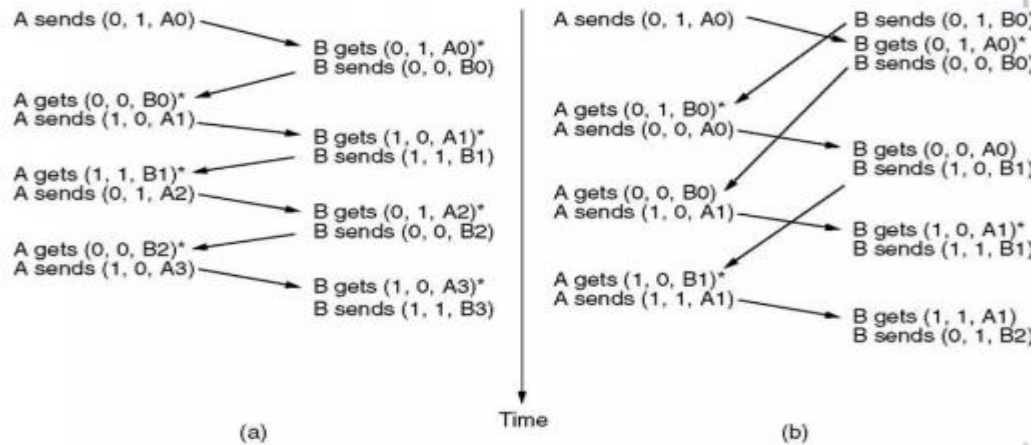 A sends (0, 1, A0)
B gets (0, 1, A0)*
B sends (0, 0, B0)
A gets (0, 0, B0)*
A sends (1, 0, A1)
B gets (1, 0, A1)*
B sends (1, 1, B1)
A gets (1, 1, B1)*
A sends (0, 1, A2)
B gets (0, 1, A2)*
B sends (0, 0, B2)
A gets (0, 0, B2)*
A sends (1, 0, A3)
B gets (1, 0, A3)*
B sends (1, 1, B3)
(a)
Time
A sends (0, 1, A0)
B sends (0, 1, B0)
B gets (0, 1, A0)*
B sends (0, 0, B0)
A gets (0, 1, B0)*
A sends (0, 0, A0)
B gets (0, 0, A0)
B sends (1, 0, B1)
A gets (0, 0, B0)
A sends (1, 0, A1)
B gets (1, 0, A1)*
B sends (1, 1, B1)
A gets (1, 0, B1)*
A sends (1, 1, A1)
B gets (1, 1, A1)
B sends (0, 1, B2)
(b)